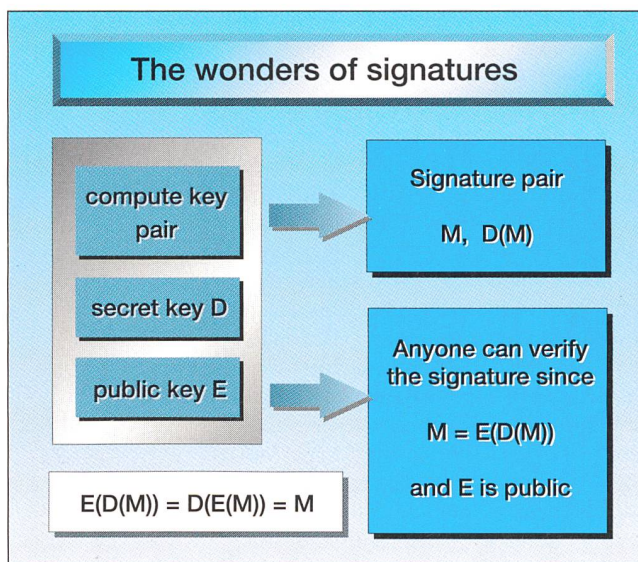 The wonders of signatures
compute key
pair
secret key D
public key E
Signature pair
M, D(M)
Anyone can verify
the signature since
M = E(D(M))
and E is public
E(D(M)) = D(E(M)) = M